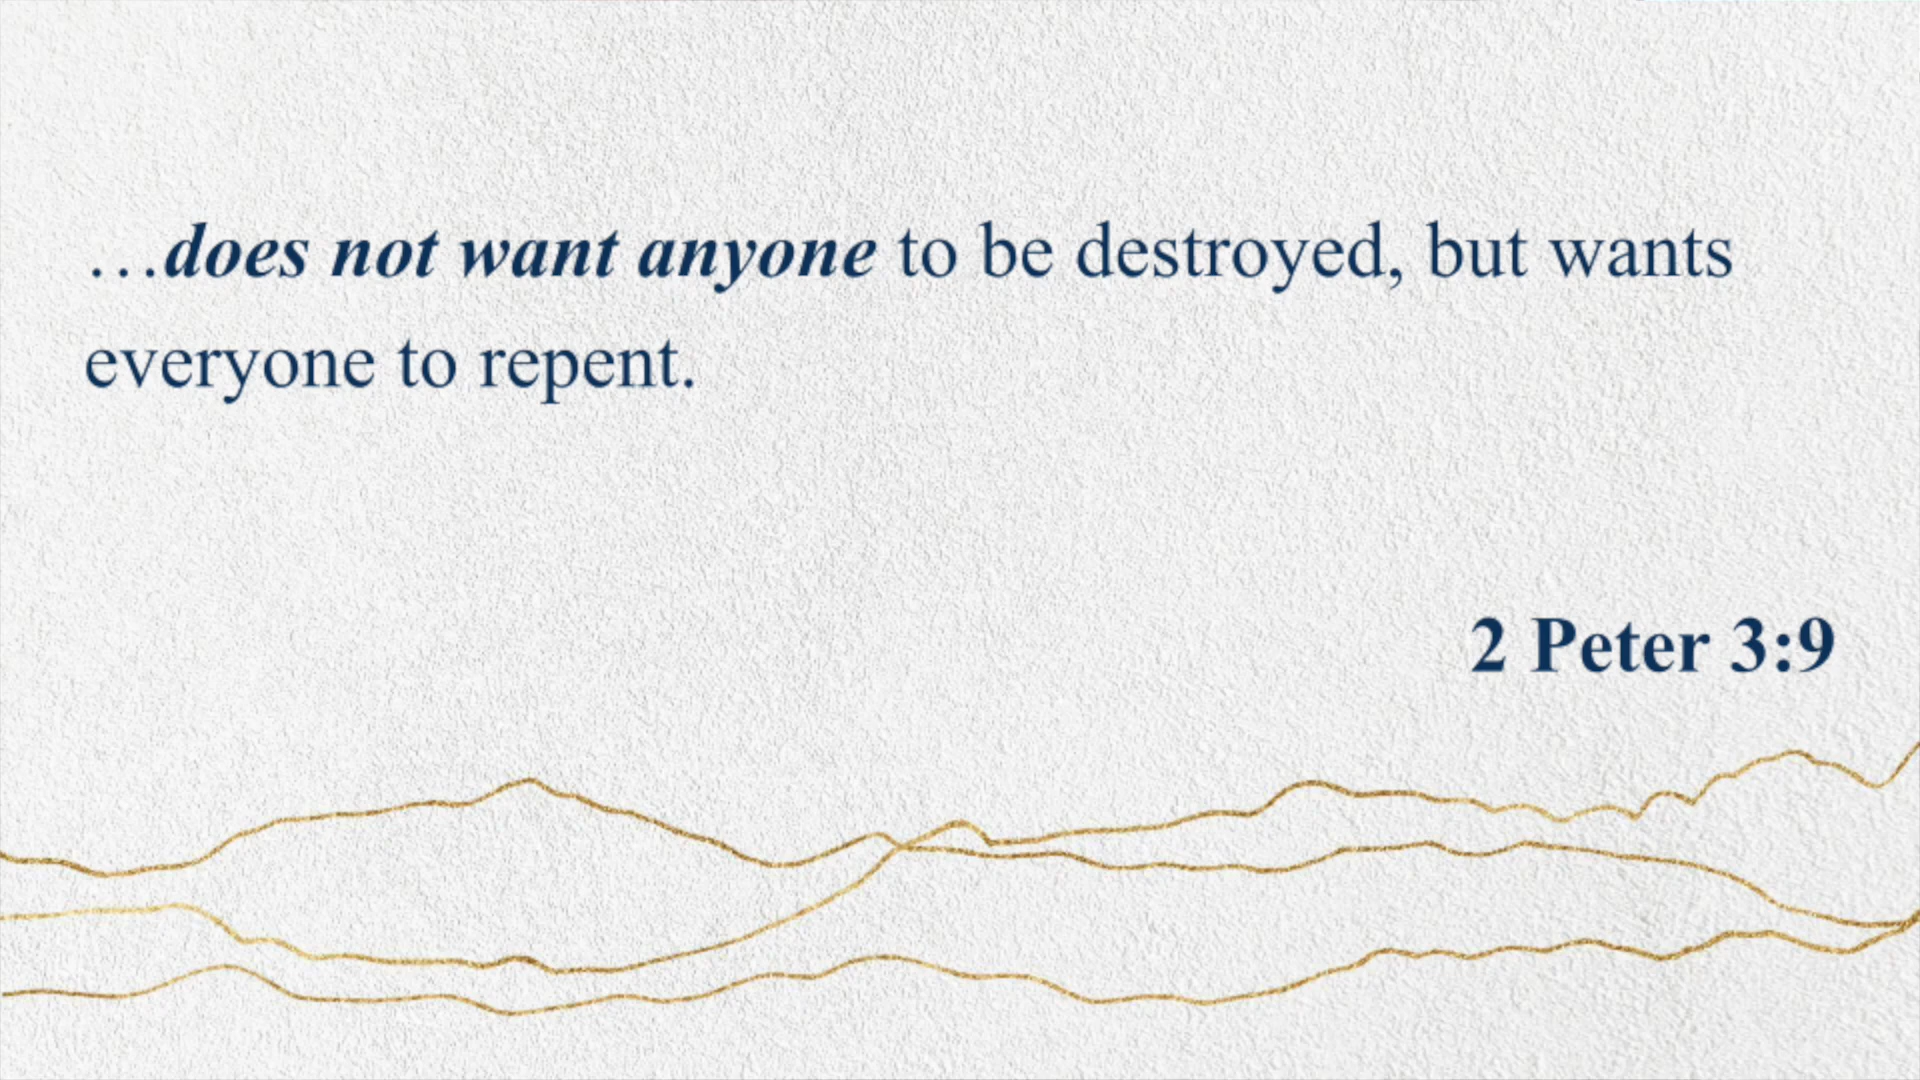 …does not want anyone to be destroyed, but wants
everyone to repent.
2 Peter 3:9